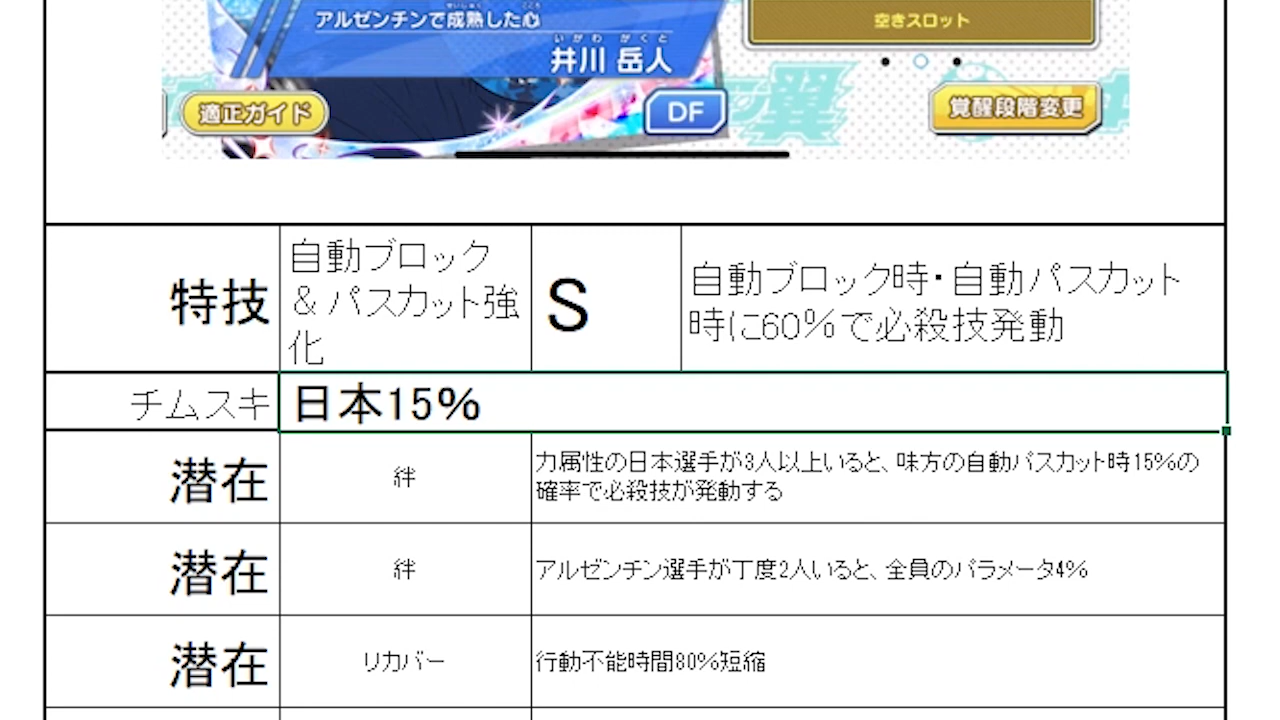 アルゼンチンで成熟した心
せいじゅく こころ
いがわ がくと
井川 岳人
空きスロット
適正ガイド
DF
翼
覚醒段階変更
特技
自動ブロック
＆パスカット強
化
S
自動ブロック時・自動パスカット
時に60%で必殺技発動
チムスキ
日本15%
潜在
絆
力属性の日本選手が3人以上いると、味方の自動パスカット時15%の
確率で必殺技が発動する
潜在
絆
アルゼンチン選手が丁度2人いると、全員のパラメータ4%
潜在
リカバー
行動不能時間80%短縮